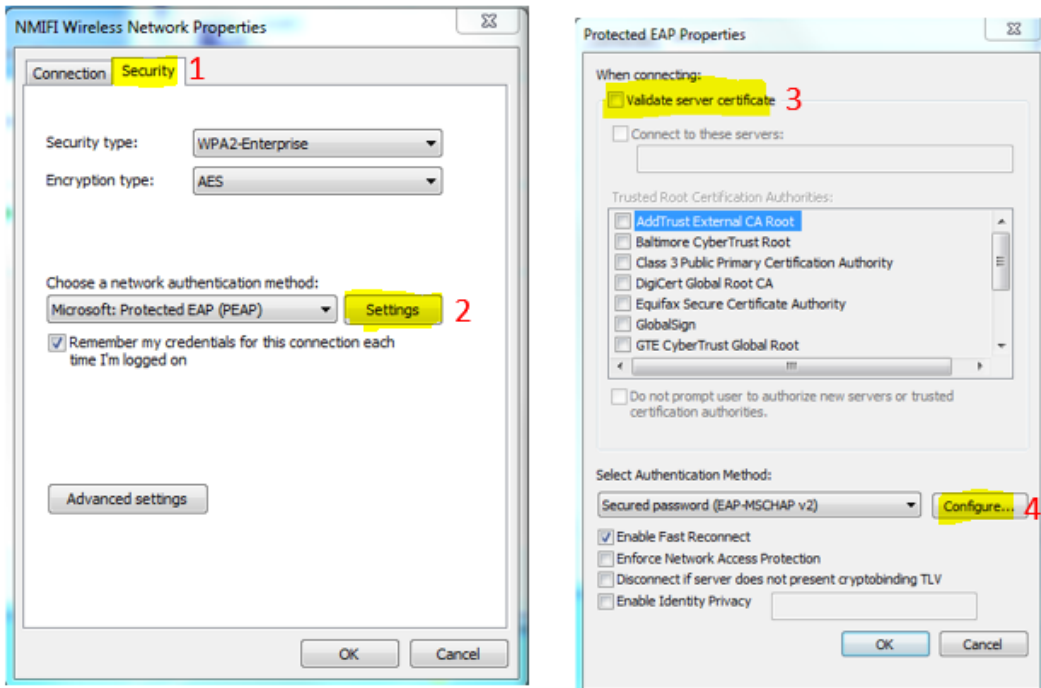 NMIFI Wireless Network Properties
Connection
Security
1
Security type:
WPA2-Enterprise
Encryption type:
AES
Choose a network authentication method:
Microsoft: Protected EAP (PEAP)
Settings
2
Remember my credentials for this connection each
time I'm logged on
Advanced settings
OK
Cancel
Protected EAP Properties
When connecting:
Validate server certificate
3
Connect to these servers:
Trusted Root Certification Authorities:
AddTrust External CA Root
Baltimore CyberTrust Root
Class 3 Public Primary Certification Authority
DigiCert Global Root CA
Equifax Secure Certificate Authority
GlobalSign
GTE CyberTrust Global Root
Do not prompt user to authorize new servers or trusted
certification authorities.
Select Authentication Method:
Secured password (EAP-MSCHAP v2)
Configure...
4
Enable Fast Reconnect
Enforce Network Access Protection
Disconnect if server does not present cryptobinding TLV
Enable Identity Privacy
OK
Cancel